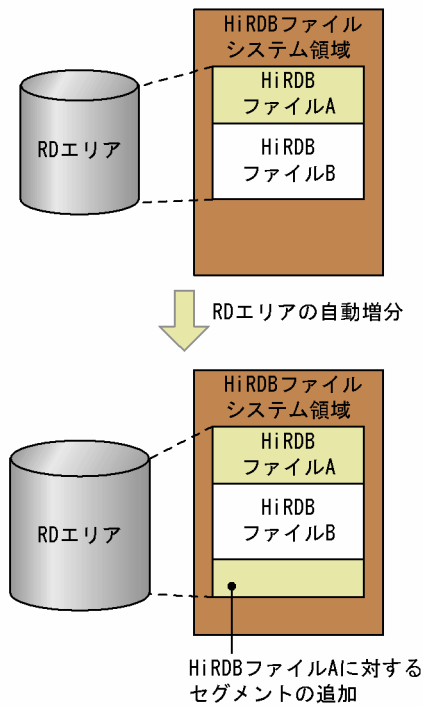 HiRDBファイル
システム領域
HiRDB
ファイルA
RDエリア
HiRDB
ファイルB
RDエリアの自動増分
HiRDBファイル
システム領域
HiRDB
ファイルA
RDエリア
HiRDB
ファイルB
HiRDBファイルAに対する
セグメントの追加